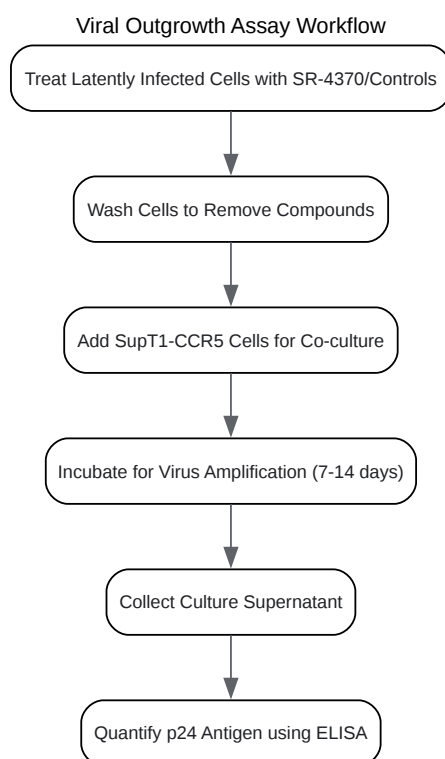 Viral Outgrowth Assay Workflow
Treat Latently Infected Cells with SR-4370/Controls
Wash Cells to Remove Compounds
Add SupT1-CCR5 Cells for Co-culture
Incubate for Virus Amplification (7-14 days)
Collect Culture Supernatant
Quantify p24 Antigen using ELISA